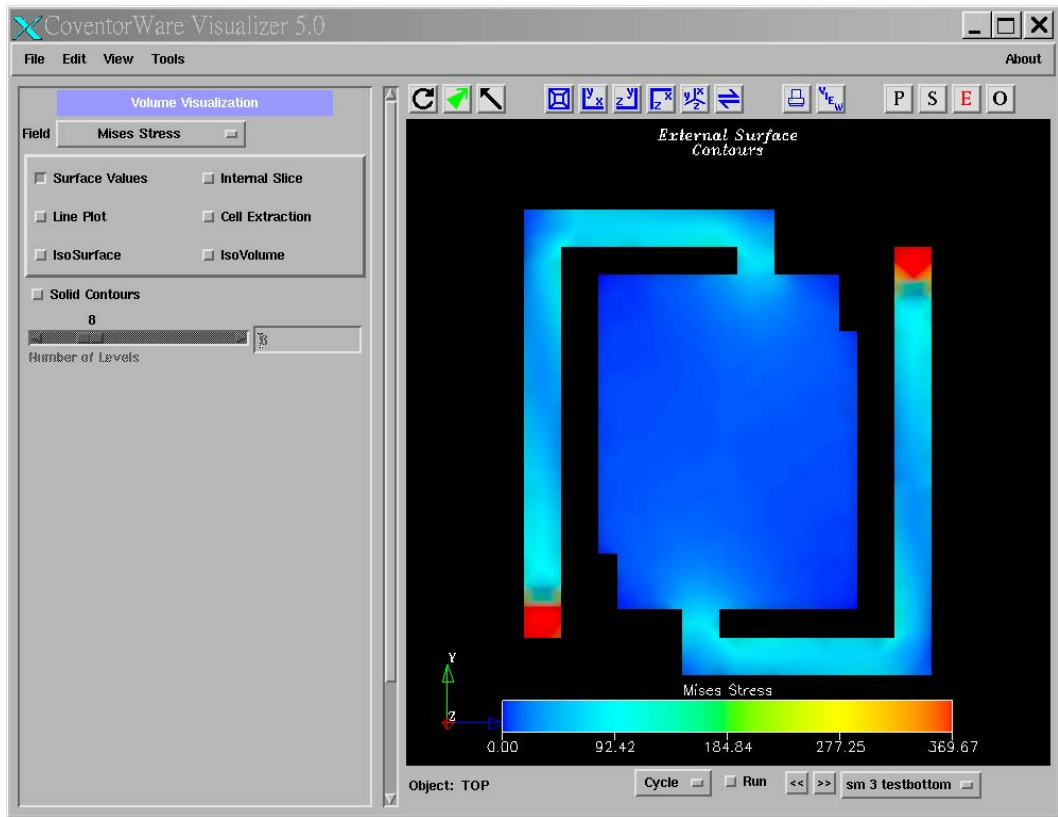 CoventorWare Visualizer 5.0
File Edit View Tools About
Volume Visualization
Field Mises Stress
Surface Values Internal Slice
Line Plot Cell Extraction
IsoSurface IsoVolume
Solid Contours
8
8
Number of Levels
y x z y z x y x z VIEW P S E O
External Surface
Contours
Y
Z
Mises Stress
0.00 92.42 184.84 277.25 369.67
Object: TOP Cycle Run << >> sm 3 testbottom